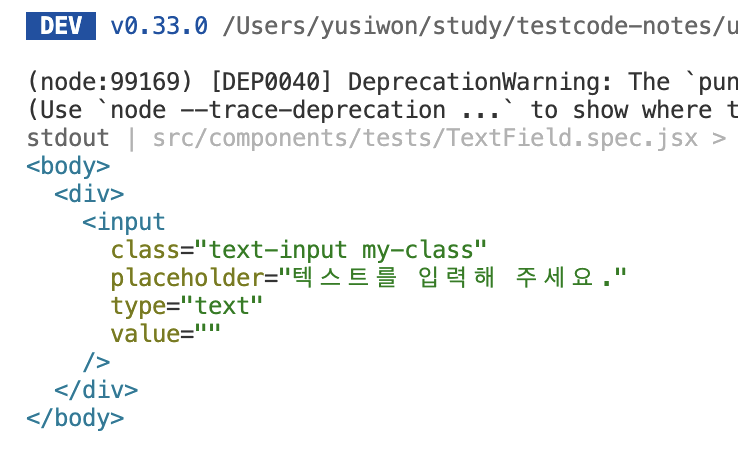 DEV v0.33.0 /Users/yusiwon/study/testcode-notes/u
(node:99169) [DEP0040] DeprecationWarning: The `pun
(Use `node --trace-deprecation ...` to show where t
stdout | src/components/tests/TextField.spec.jsx >
<body>
  <div>
    <input
      class="text-input my-class"
      placeholder="텍스트를 입력해 주세요."
      type="text"
      value=""
    />
  </div>
</body>